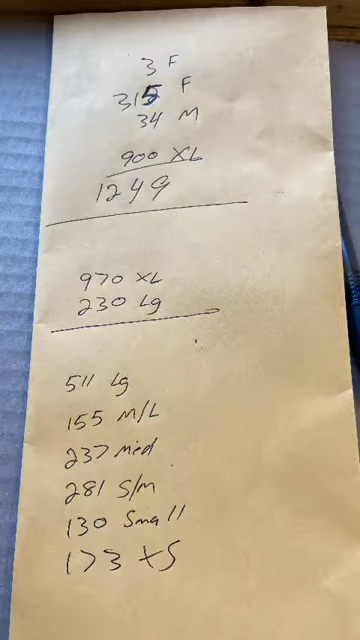 3 F
315 F
34 M
900 XL
1249
970 XL
230 Lg
511 Lg
155 M/L
237 Med
281 S/M
130 Small
173 XS